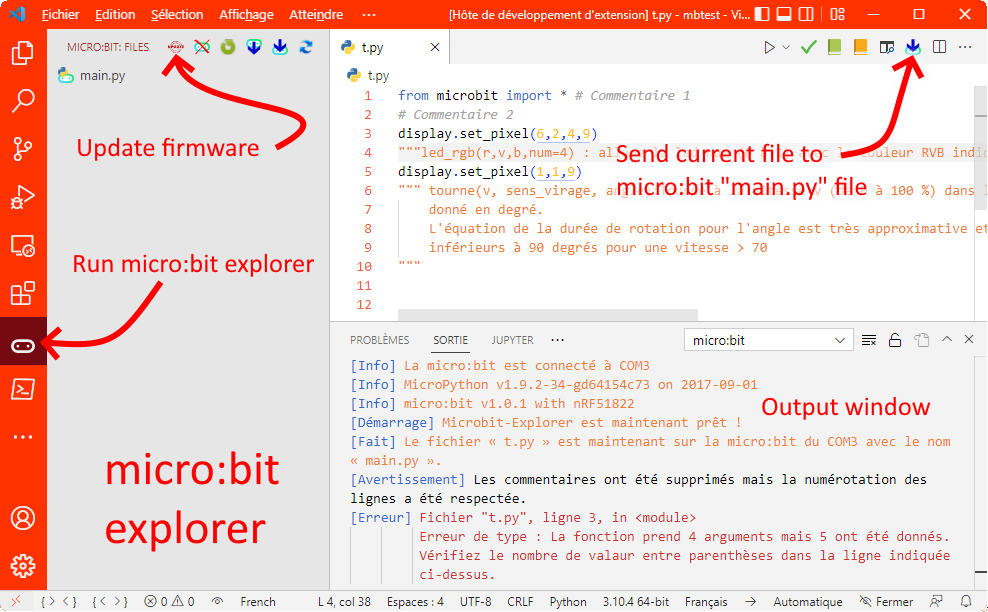 Fichier Edition Sélection Affichage Atteindre ··· [Hôte de développement d'extension] t.py - mbtest - Vi...
MICRO:BIT: FILES
UPDATE
main.py
t.py
t.py
1 from microbit import * # Commentaire 1
2 # Commentaire 2
3 display.set_pixel(6,2,4,9)
4 """led_rgb(r,v,b,num=4) :
5 display.set_pixel(1,1,9)
6 """ tourne(v, sens_virage,
7 donné en degré.
8 L'équation de la durée de rotation pour l'angle est très approximative et
9 inférieurs à 90 degrés pour une vitesse > 70
10 """
11
12
Update firmware
Send current file to
micro:bit "main.py" file
Run micro:bit explorer
micro:bit
explorer
PROBLÈMES SORTIE JUPYTER ··· micro:bit
[Info] La micro:bit est connecté à COM3
[Info] MicroPython v1.9.2-34-gd64154c73 on 2017-09-01
[Info] micro:bit v1.0.1 with nRF51822
[Démarrage] Microbit-Explorer est maintenant prêt !
[Fait] Le fichier « t.py » est maintenant sur la micro:bit du COM3 avec le nom
« main.py ».
[Avertissement] Les commentaires ont été supprimés mais la numérotation des
lignes a été respectée.
[Erreur] Fichier "t.py", ligne 3, in <module>
Erreur de type : La fonction prend 4 arguments mais 5 ont été donnés.
Vérifiez le nombre de valaur entre parenthèses dans la ligne indiquée
ci-dessus.
Output window
{ > < } { < > } 0 0 French L 4, col 38 Espaces : 4 UTF-8 CRLF Python 3.10.4 64-bit Français Automatique Fermer